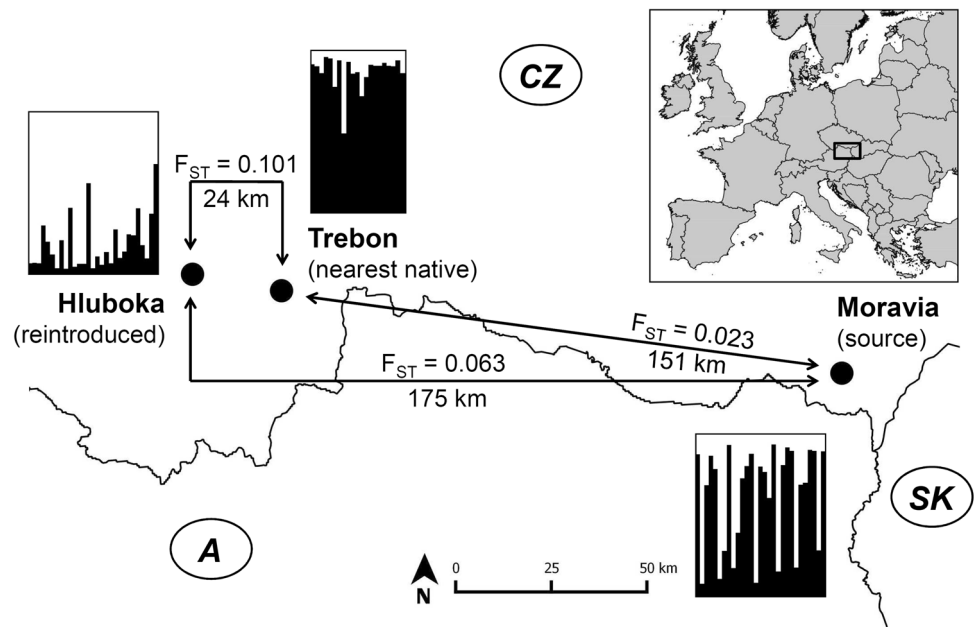 CZ
F_ST = 0.101
24 km
Trebon
(nearest native)
Hluboka
(reintroduced)
Moravia
(source)
F_ST = 0.023
151 km
F_ST = 0.063
175 km
SK
A
N
0 25 50 km